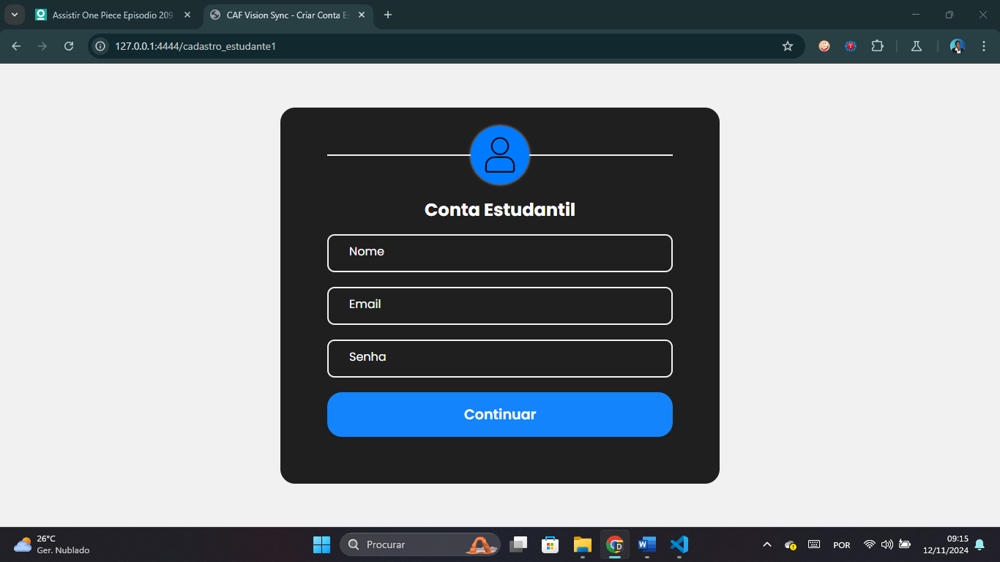 Assistir One Piece Episodio 209
CAF Vision Sync - Criar Conta Es
127.0.0.1:4444/cadastro_estudante1
Conta Estudantil
Nome
Email
Senha
Continuar
26°C
Ger. Nublado
Procurar
POR
09:15
12/11/2024